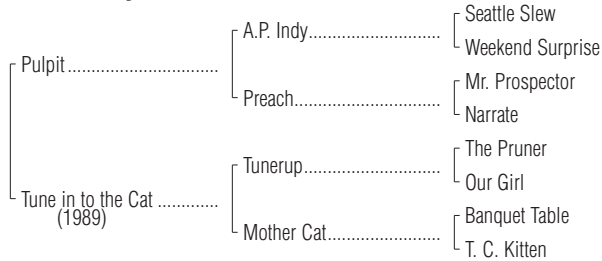 Seattle Slew
A.P. Indy
Weekend Surprise
Pulpit
Mr. Prospector
Preach
Narrate
The Pruner
Tunerup
Our Girl
Tune in to the Cat
(1989)
Banquet Table
Mother Cat
T. C. Kitten